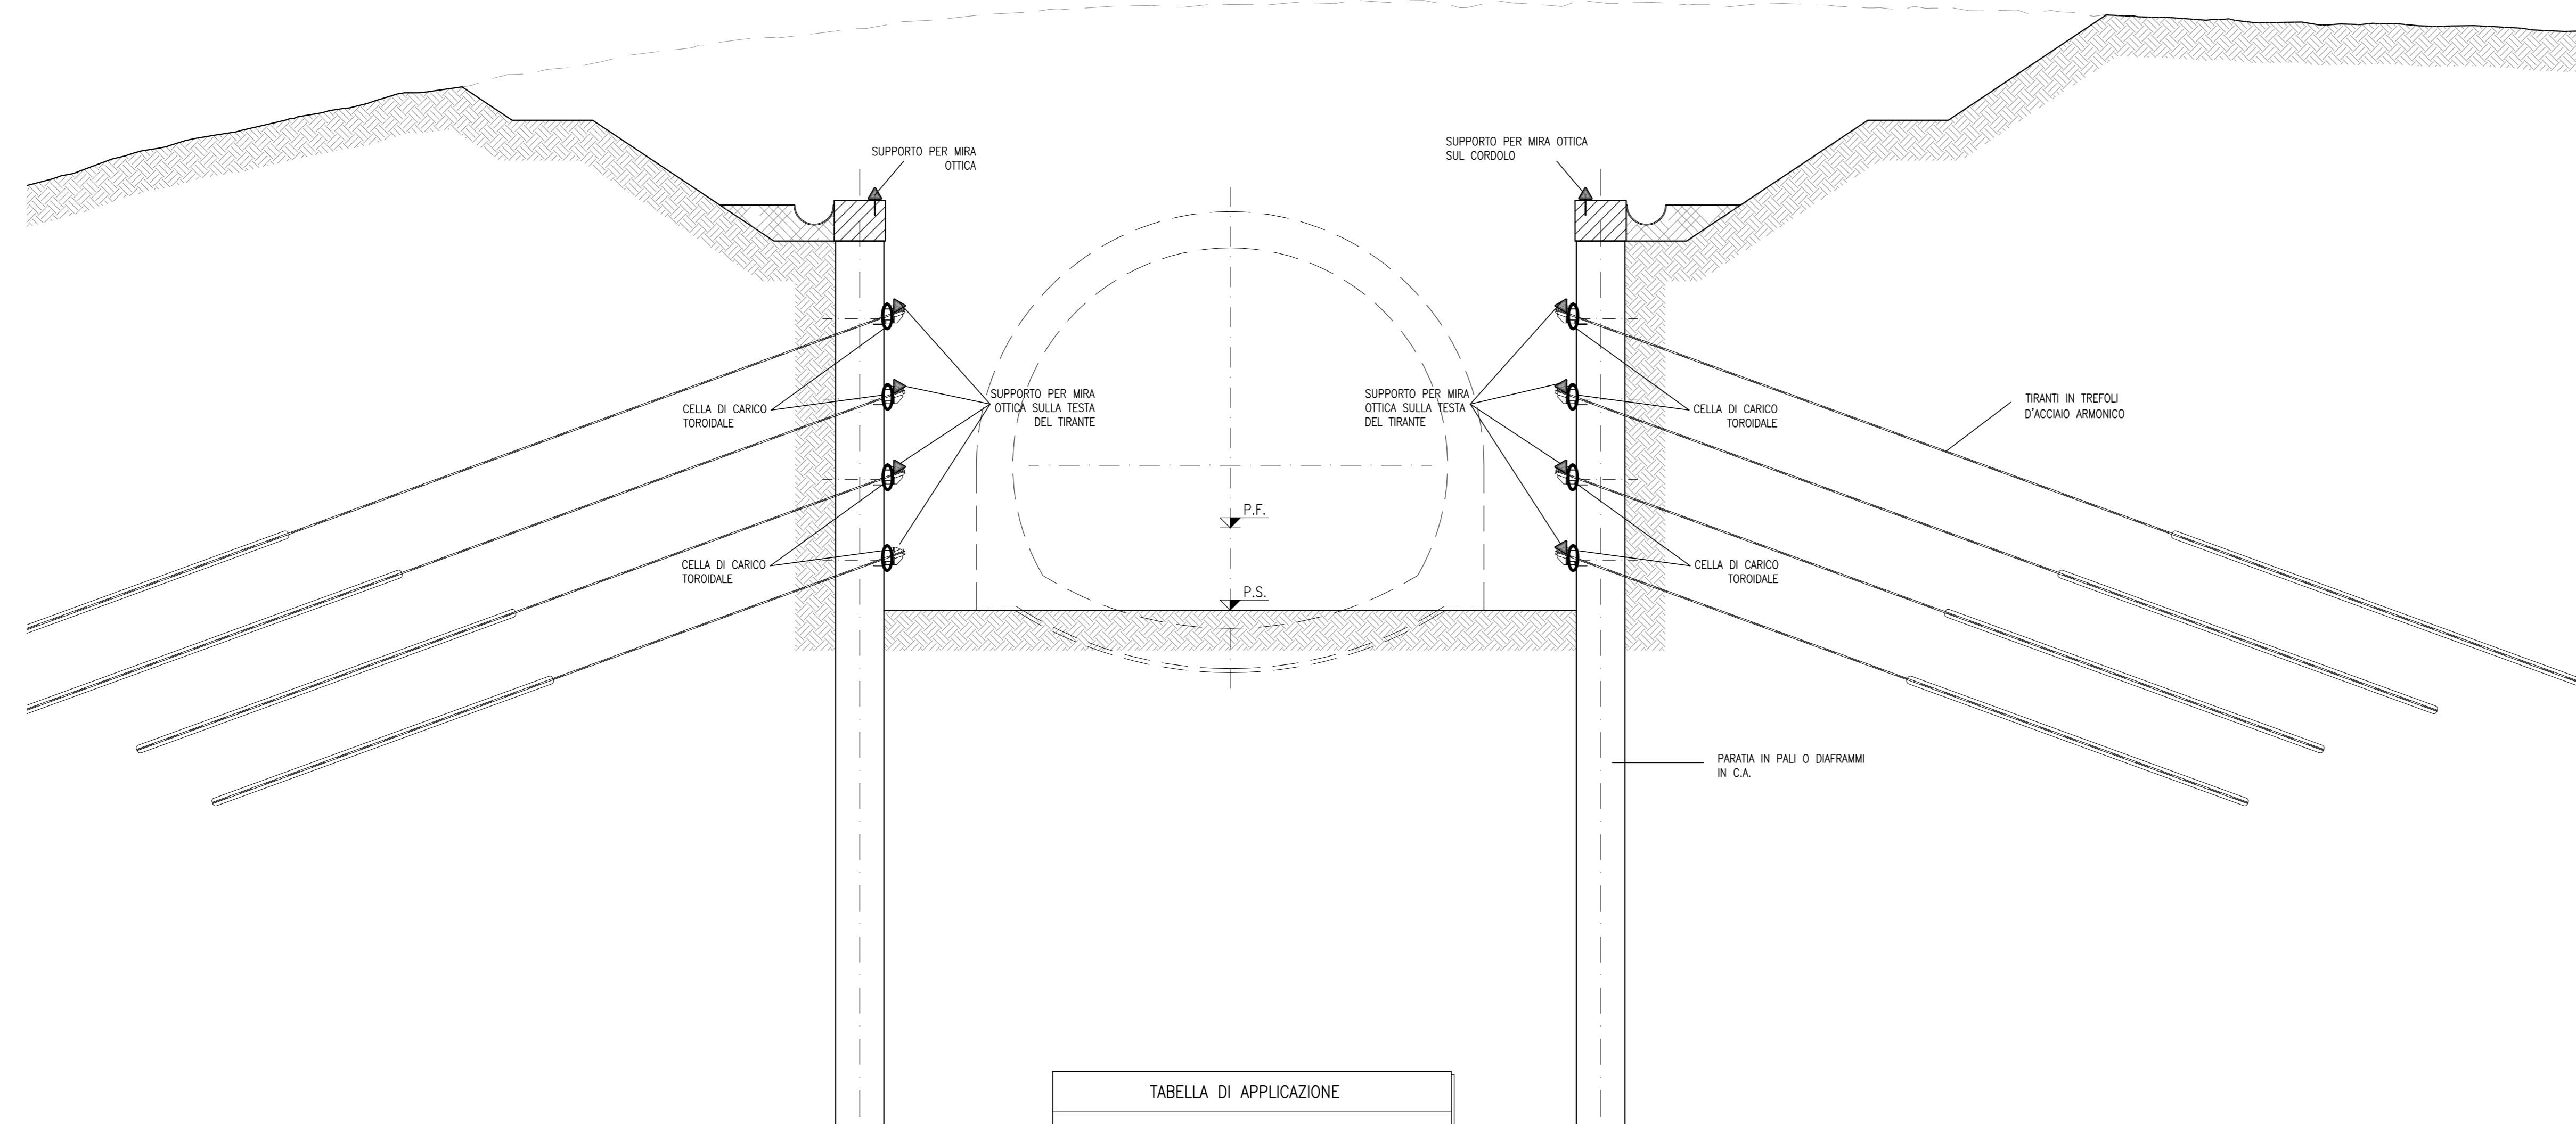 SUPPORTO PER MIRA
OTTICA
SUPPORTO PER MIRA OTTICA
SUL CORDOLO
SUPPORTO PER MIRA
OTTICA SULLA TESTA
DEL TIRANTE
SUPPORTO PER MIRA
OTTICA SULLA TESTA
DEL TIRANTE
CELLA DI CARICO
TOROIDALE
CELLA DI CARICO
TOROIDALE
TIRANTI IN TREFOLI
D'ACCIAIO ARMONICO
P.F.
CELLA DI CARICO
TOROIDALE
CELLA DI CARICO
TOROIDALE
P.S.
PARATIA IN PALI O DIAFRAMMI
IN C.A.
TABELLA DI APPLICAZIONE